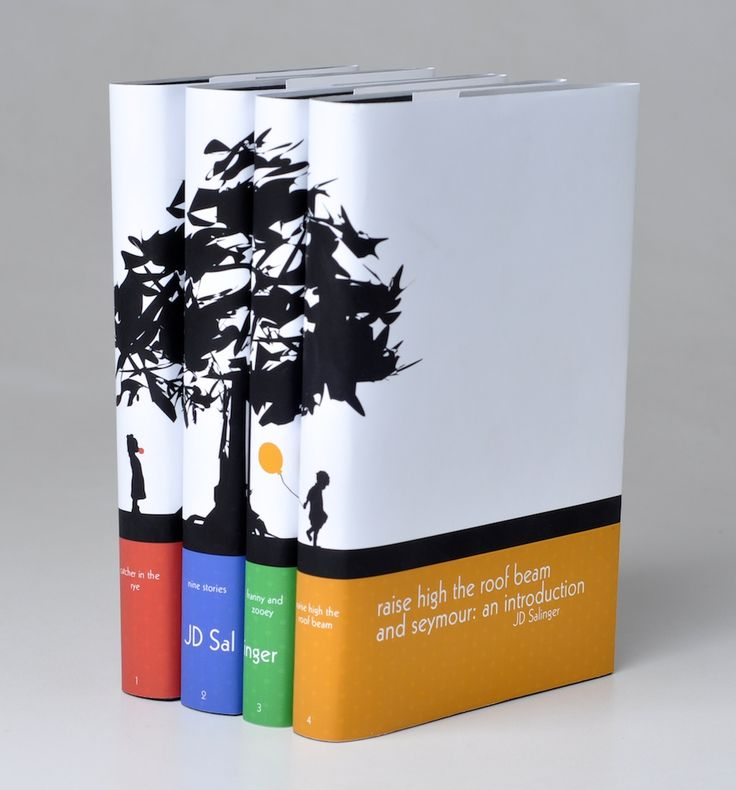 catcher in the
rye
1
nine stories
JD Sal
2
franny and
zooey
inger
3
raise high the
roof beam
4
raise high the roof beam
and seymour: an introduction
JD Salinger